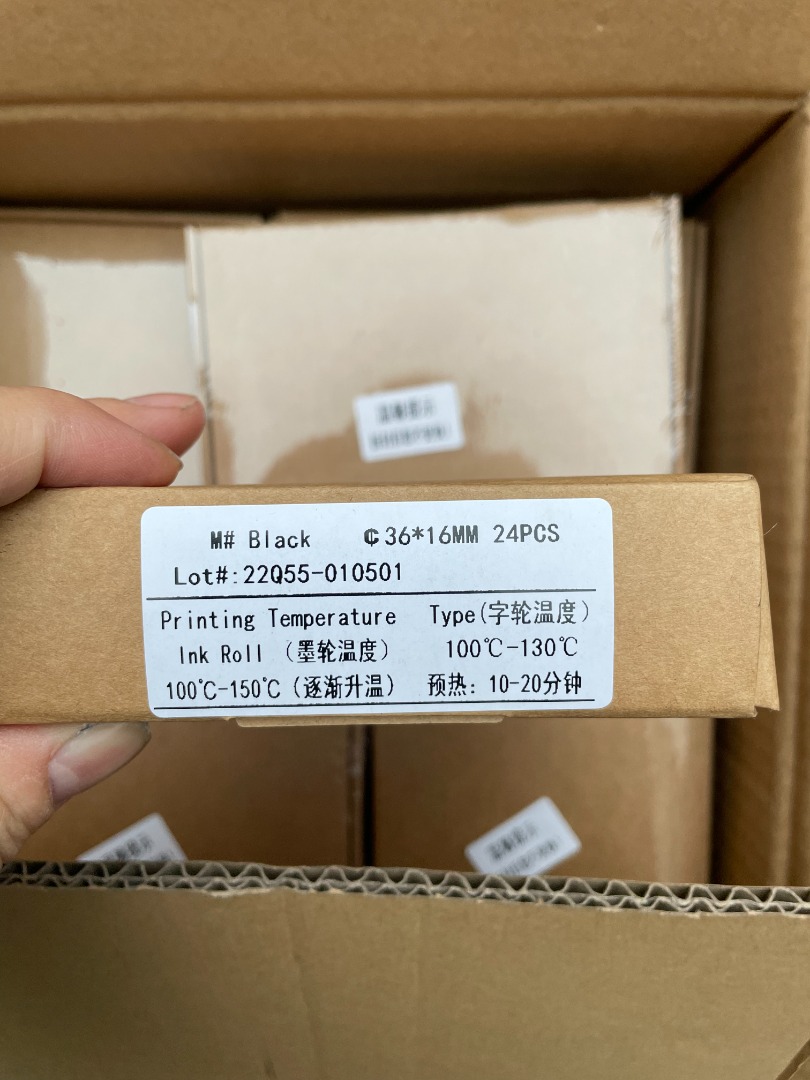 M# Black ₵36*16MM 24PCS
Lot#:22Q55-010501
Printing Temperature Type(字轮温度)
Ink Roll (墨轮温度) 100℃-130℃
100℃-150℃(逐渐升温) 预热: 10-20分钟